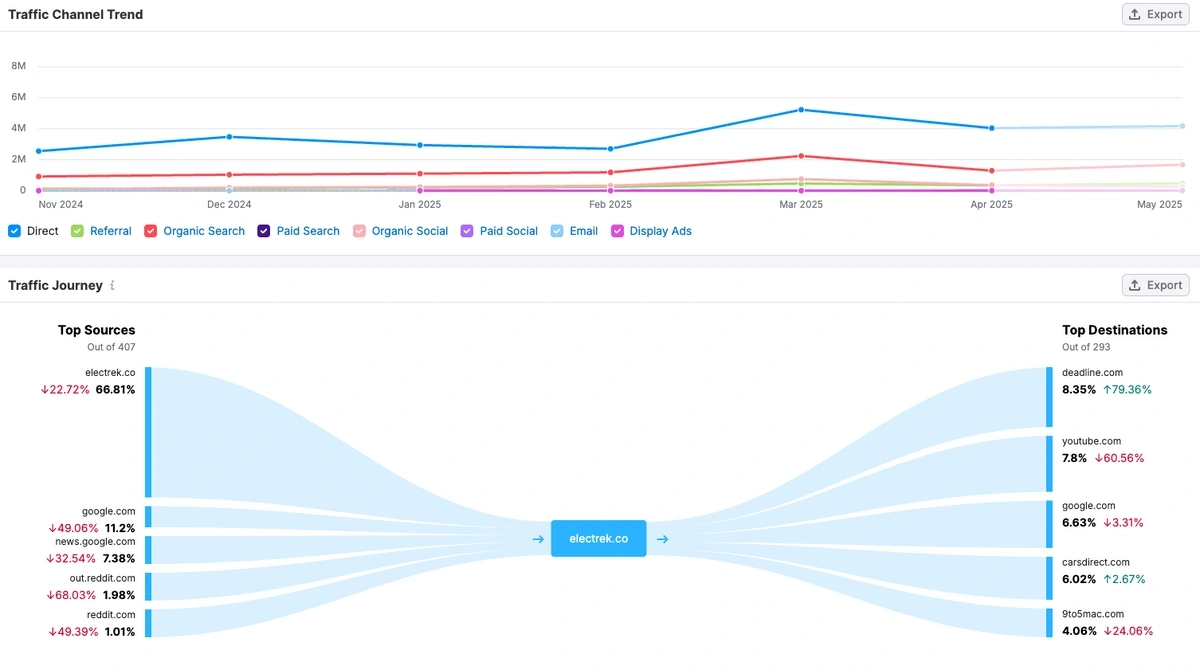 Traffic Channel Trend
Export
8M
6M
4M
2M
0
Nov 2024 Dec 2024 Jan 2025 Feb 2025 Mar 2025 Apr 2025 May 2025
Direct Referral Organic Search Paid Search Organic Social Paid Social Email Display Ads
Traffic Journey i
Export
Top Sources
Out of 407
electrek.co
↓22.72% 66.81%
google.com
↓49.06% 11.2%
news.google.com
↓32.54% 7.38%
out.reddit.com
↓68.03% 1.98%
reddit.com
↓49.39% 1.01%
→ electrek.co →
Top Destinations
Out of 293
deadline.com
8.35% ↑79.36%
youtube.com
7.8% ↓60.56%
google.com
6.63% ↓3.31%
carsdirect.com
6.02% ↑2.67%
9to5mac.com
4.06% ↓24.06%